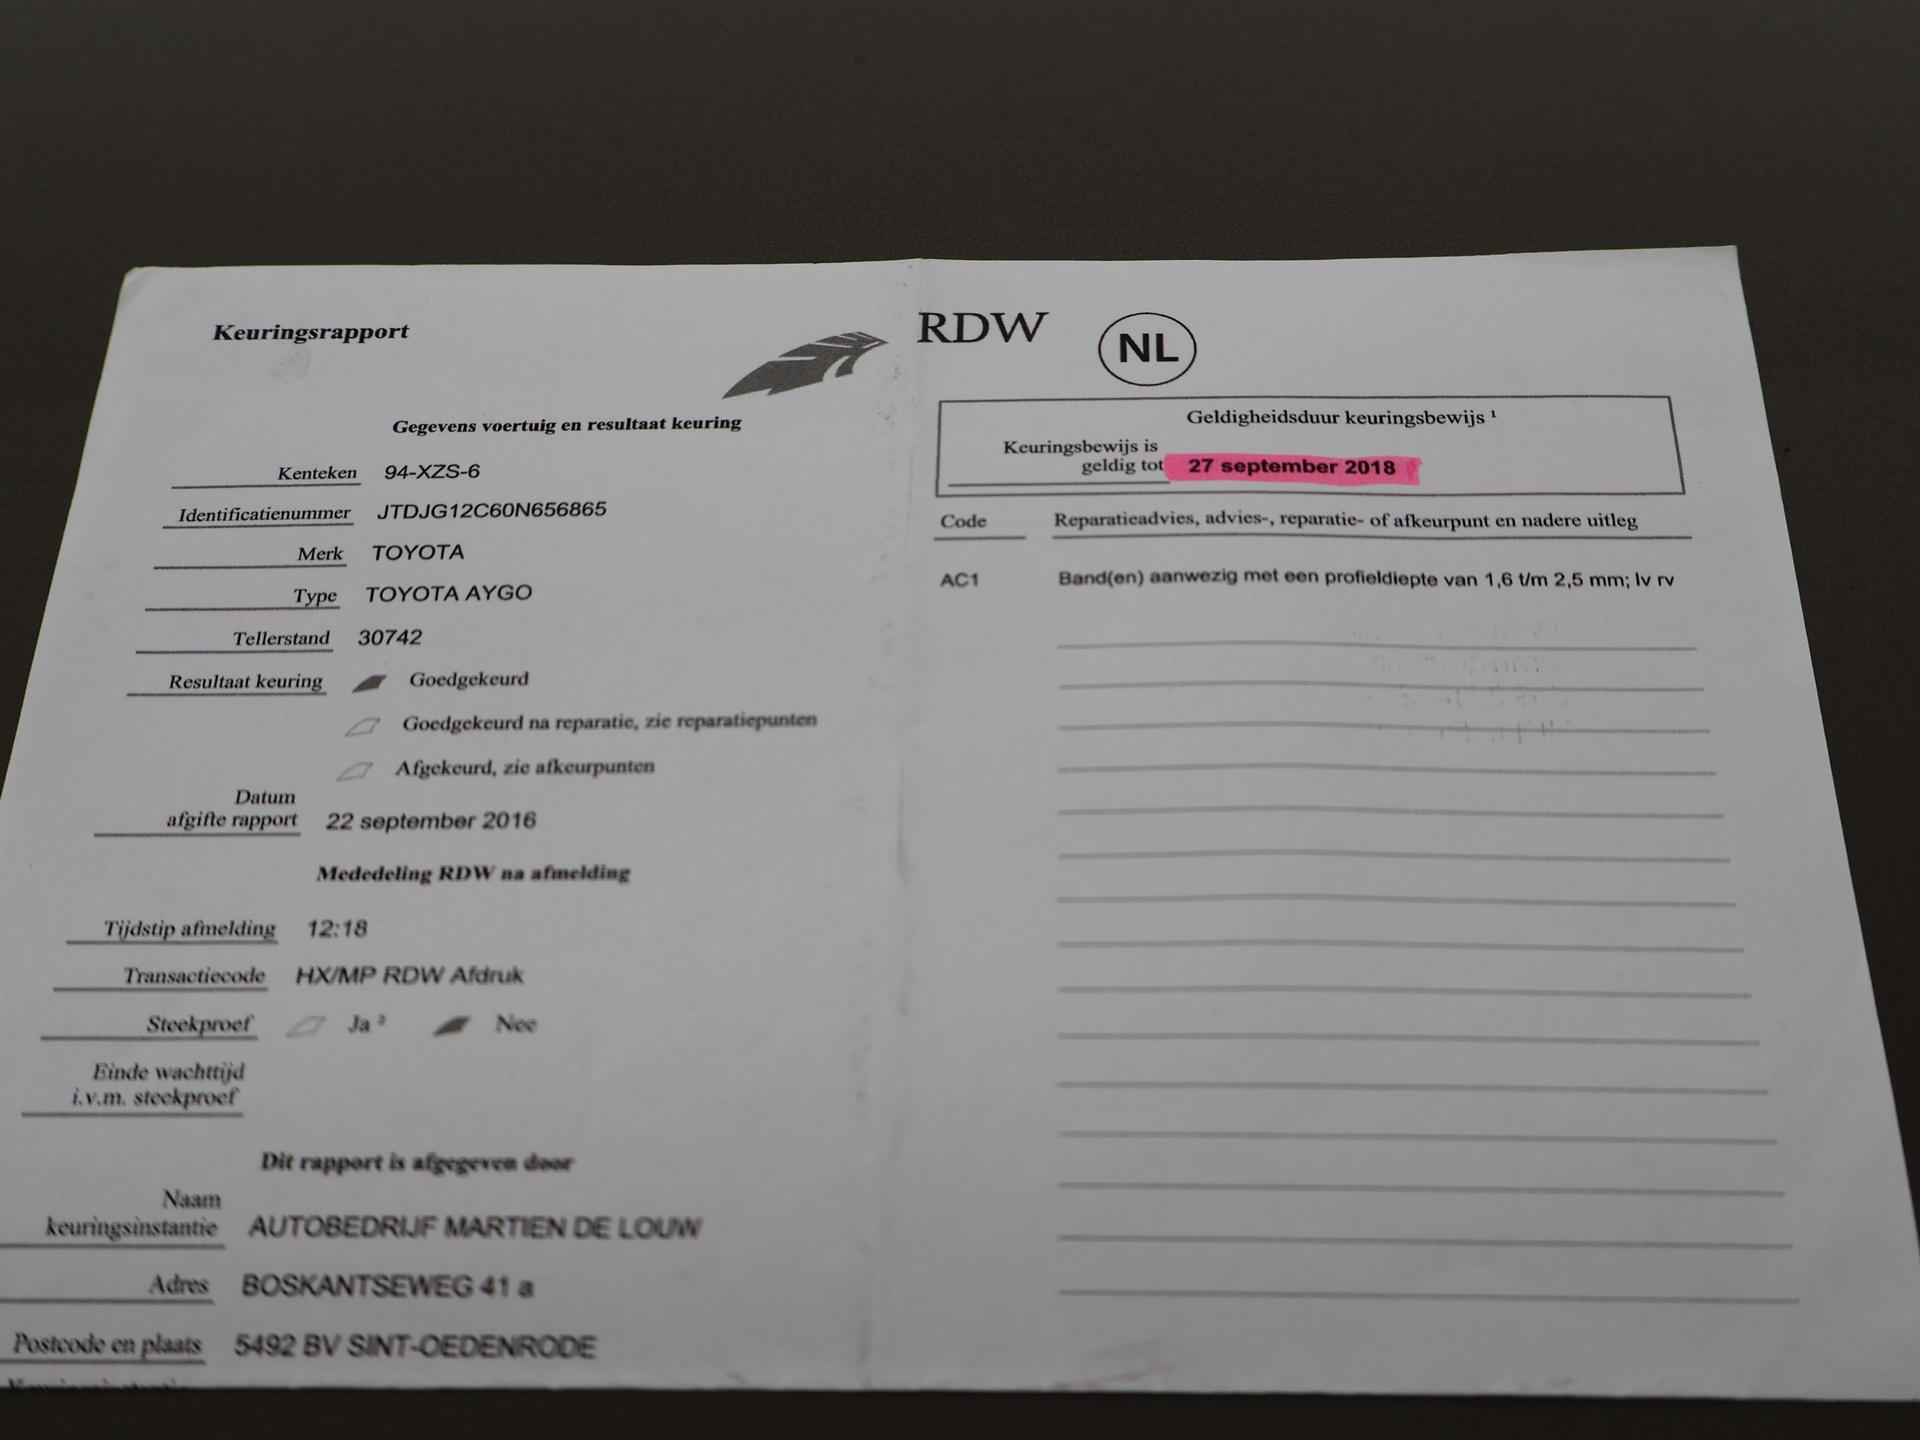 Keuringsrapport
RDW
NL
Gegevens voertuig en resultaat keuring
Kenteken 94-XZS-6
Identificatienummer JTDJG12C60N656865
Merk TOYOTA
Type TOYOTA AYGO
Tellerstand 30742
Resultaat keuring Goedgekeurd
Goedgekeurd na reparatie, zie reparatiepunten
Afgekeurd, zie afkeurpunten
Datum
afgifte rapport 22 september 2016
Mededeling RDW na afmelding
Tijdstip afmelding 12:18
Transactiecode HX/MP RDW Afdruk
Steekproef Ja ² Nee
Einde wachttijd
i.v.m. steekproef
Dit rapport is afgegeven door
Naam
keuringsinstantie AUTOBEDRIJF MARTIEN DE LOUW
Adres BOSKANTSEWEG 41 a
Postcode en plaats 5492 BV SINT-OEDENRODE
Geldigheidsduur keuringsbewijs ¹
Keuringsbewijs is
geldig tot 27 september 2018
Code Reparatieadvies, advies-, reparatie- of afkeurpunt en nadere uitleg
AC1 Band(en) aanwezig met een profieldiepte van 1,6 t/m 2,5 mm; lv rv